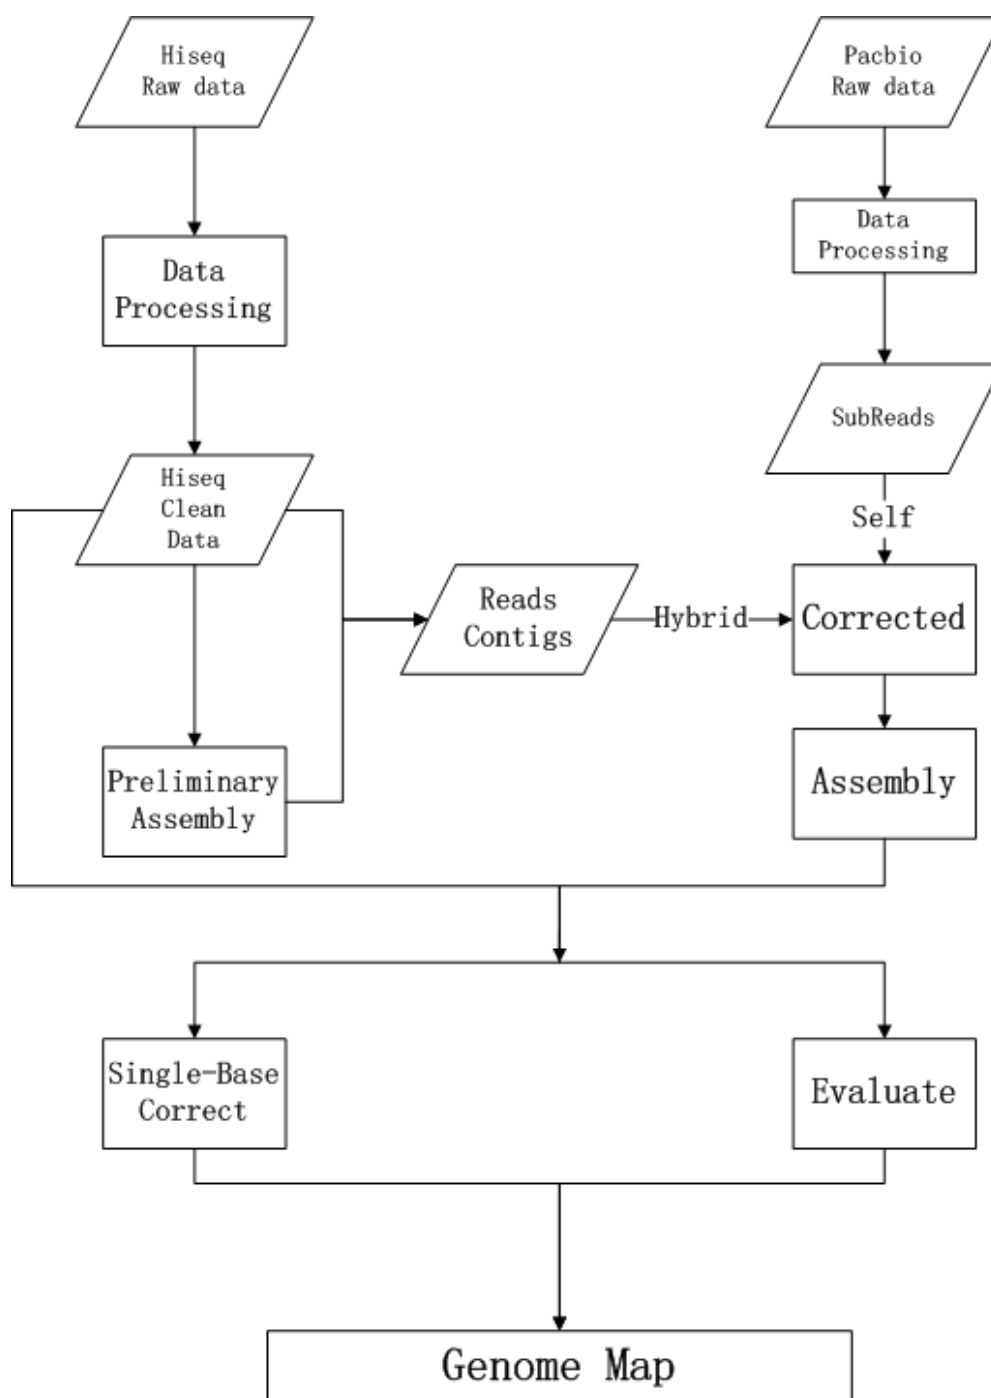 Hiseq
Raw data
Pacbio
Raw data
Data
Processing
Data
Processing
SubReads
Hiseq
Clean
Data
Self
Reads
Contigs
Hybrid
Corrected
Preliminary
Assembly
Assembly
Single-Base
Correct
Evaluate
Genome Map